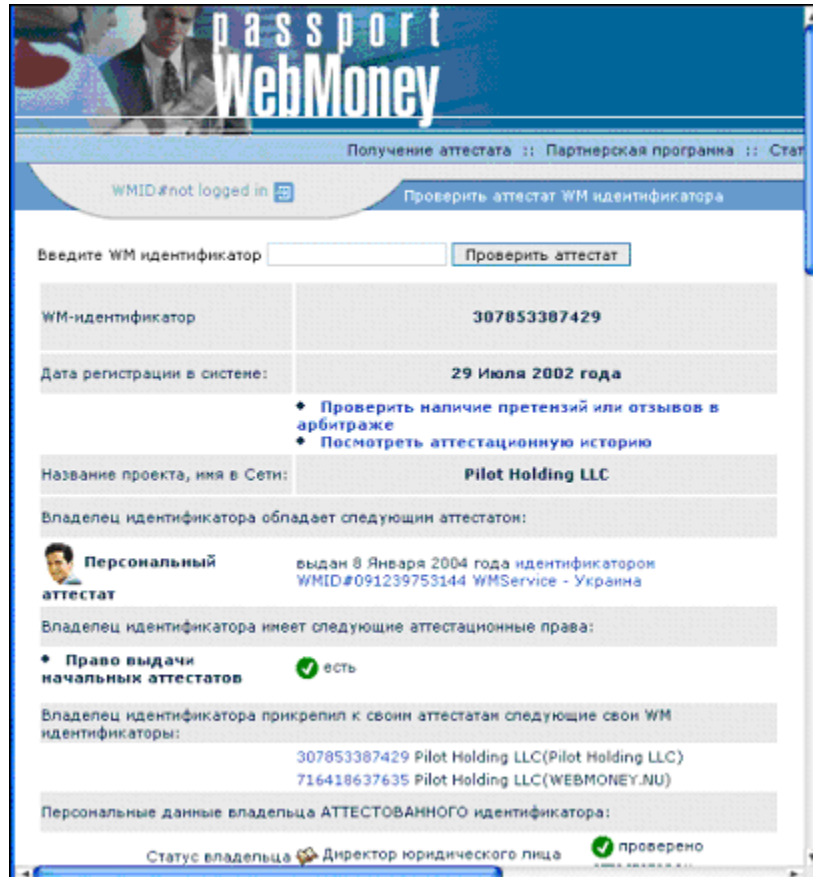 passport
WebMoney
Получение аттестата :: Партнерская программа :: Стат
WMID#not logged in
Проверить аттестат WM идентификатора
Введите WM идентификатор
Проверить аттестат
WM-идентификатор
307853387429
Дата регистрации в системе:
29 Июля 2002 года
• Проверить наличие претензий или отзывов в
арбитраже
• Посмотреть аттестационную историю
Название проекта, имя в Сети:
Pilot Holding LLC
Владелец идентификатора обладает следующим аттестатом:
Персональный
аттестат
выдан 8 Января 2004 года идентификатором
WMID#091239753144 WMService - Украина
Владелец идентификатора имеет следующие аттестационные права:
• Право выдачи
начальных аттестатов
есть
Владелец идентификатора прикрепил к своим аттестатам следующие свои WM
идентификаторы:
307853387429 Pilot Holding LLC(Pilot Holding LLC)
716418637635 Pilot Holding LLC(WEBMONEY.NU)
Персональные данные владельца АТТЕСТОВАННОГО идентификатора:
Статус владельца
Директор юридического лица
проверено